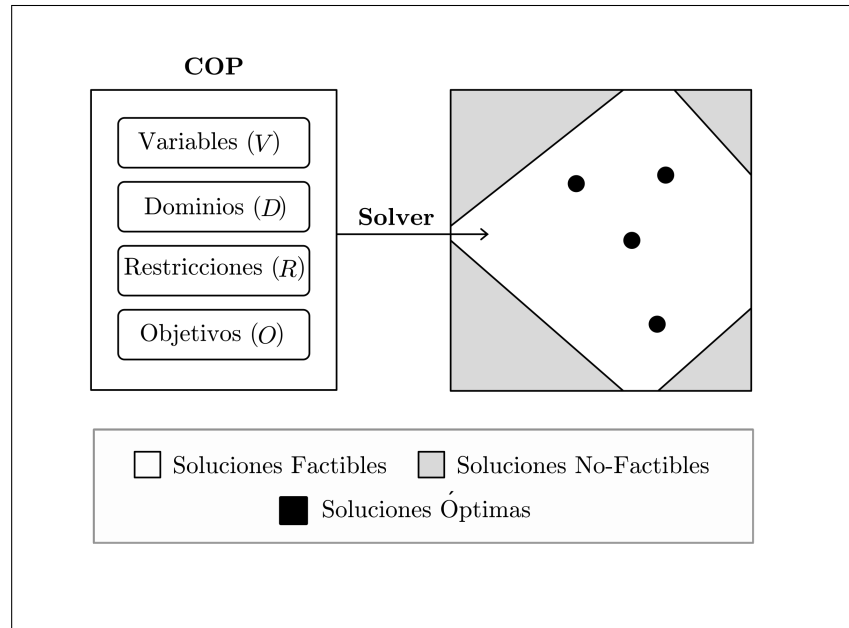 COP
Variables (V)
Dominios (D)
Restricciones (R)
Objetivos (O)
Solver
Soluciones Factibles
Soluciones No-Factibles
Soluciones Óptimas